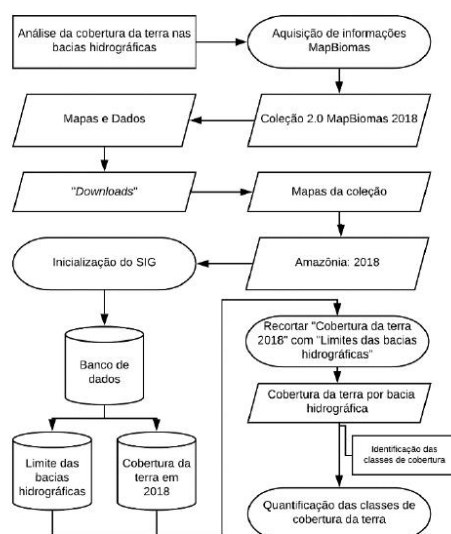 Análise da cobertura da terra nas
bacias hidrográficas
Aquisição de informações
MapBiomas
Coleção 2.0 MapBiomas 2018
Mapas e Dados
"Downloads"
Mapas da coleção
Amazônia: 2018
Inicialização do SIG
Banco de
dados
Limite das
bacias
hidrográficas
Cobertura da
terra em
2018
Recortar "Cobertura da terra
2018" com "Limites das bacias
hidrográficas"
Cobertura da terra por bacia
hidrográfica
Identificação das
classes de cobertura
Quantificação das classes de
cobertura da terra